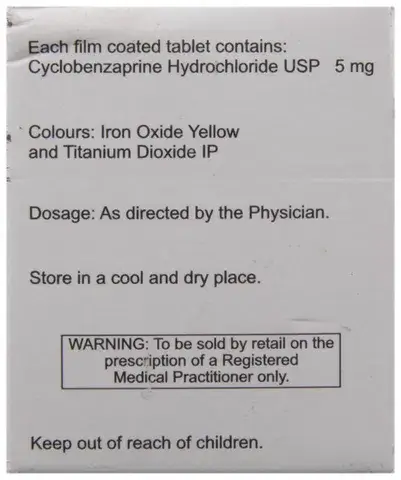 Each film coated tablet contains:
Cyclobenzaprine Hydrochloride USP 5 mg
Colours: Iron Oxide Yellow
and Titanium Dioxide IP
Dosage: As directed by the Physician.
Store in a cool and dry place.
WARNING: To be sold by retail on the
prescription of a Registered
Medical Practitioner only.
Keep out of reach of children.